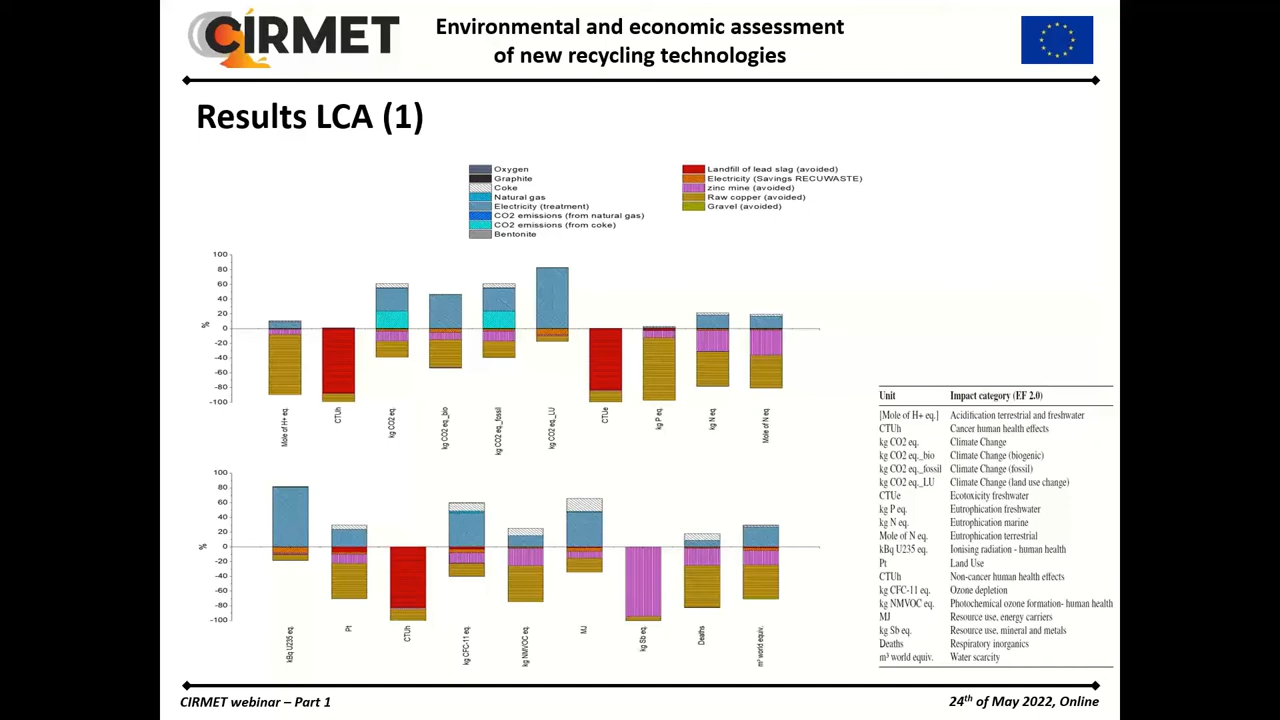 CIRMET
Environmental and economic assessment
of new recycling technologies
Results LCA (1)
Oxygen
Graphite
Coke
Natural gas
Electricity (treatment)
CO2 emissions (from natural gas)
CO2 emissions (from coke)
Bentonite
Landfill of lead slag (avoided)
Electricity (Savings RECUWASTE)
zinc mine (avoided)
Raw copper (avoided)
Gravel (avoided)
100
80
60
40
20
0
-20
-40
-60
-80
-100
%
Mole of H+ eq.
CTUh
kg CO2 eq.
kg CO2 eq._bio
kg CO2 eq._fossil
kg CO2 eq._LU
CTUe
kg P eq.
kg N eq.
Mole of N eq.
100
80
60
40
20
0
-20
-40
-60
-80
-100
%
kBq U235 eq.
Pt
CTUh
kg CFC-11 eq.
kg NMVOC eq.
MJ
kg Sb eq.
Deaths
m³ world equiv.
Unit Impact category (EF 2.0)
[Mole of H+ eq.] Acidification terrestrial and freshwater
CTUh Cancer human health effects
kg CO2 eq. Climate Change
kg CO2 eq._bio Climate Change (biogenic)
kg CO2 eq._fossil Climate Change (fossil)
kg CO2 eq._LU Climate Change (land use change)
CTUe Ecotoxicity freshwater
kg P eq. Eutrophication freshwater
kg N eq. Eutrophication marine
Mole of N eq. Eutrophication terrestrial
kBq U235 eq. Ionising radiation - human health
Pt Land Use
CTUh Non-cancer human health effects
kg CFC-11 eq. Ozone depletion
kg NMVOC eq. Photochemical ozone formation- human health
MJ Resource use, energy carriers
kg Sb eq. Resource use, mineral and metals
Deaths Respiratory inorganics
m³ world equiv. Water scarcity
CIRMET webinar – Part 1
24th of May 2022, Online